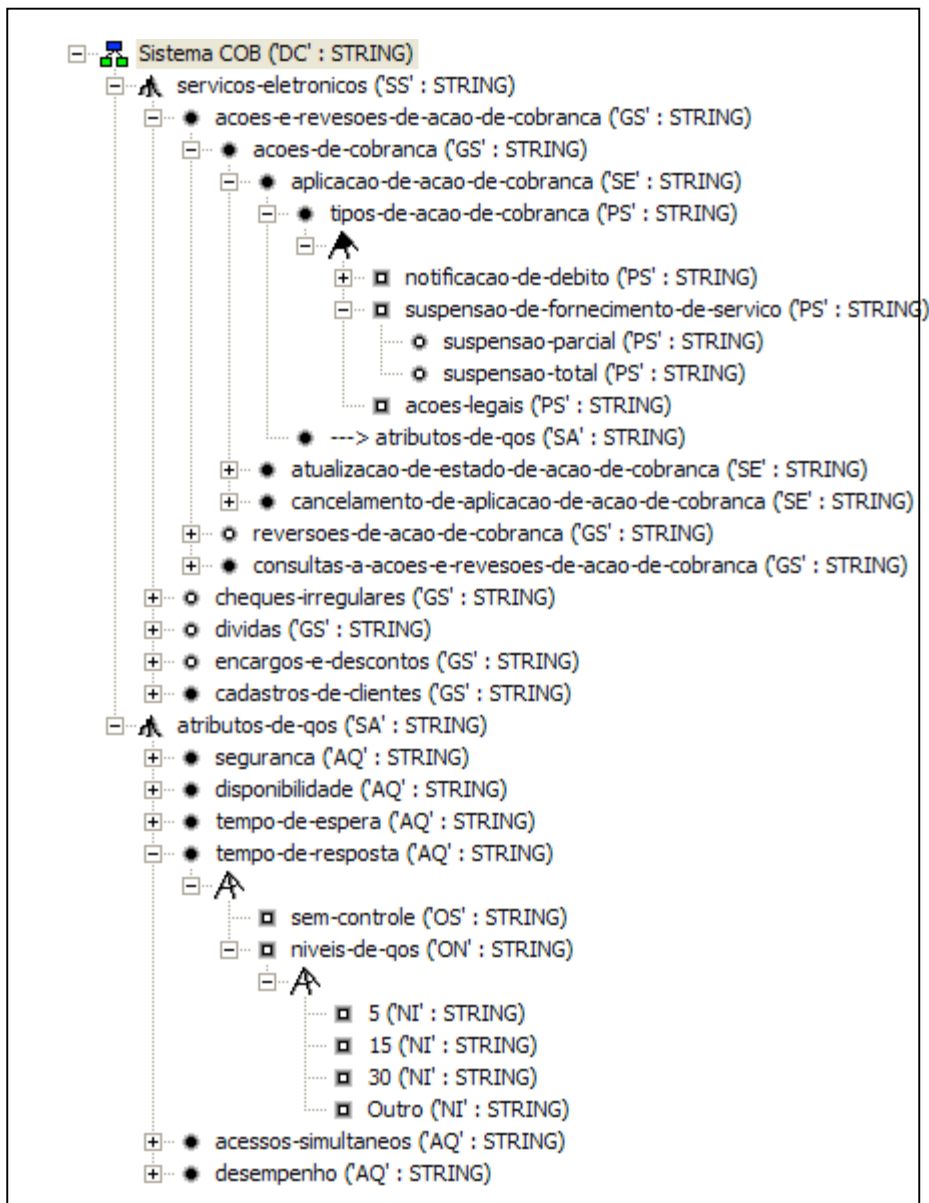 Sistema COB ('DC' : STRING)
servicos-eletronicos ('SS' : STRING)
acoes-e-revesoes-de-acao-de-cobranca ('GS' : STRING)
acoes-de-cobranca ('GS' : STRING)
aplicacao-de-acao-de-cobranca ('SE' : STRING)
tipos-de-acao-de-cobranca ('PS' : STRING)
notificacao-de-debito ('PS' : STRING)
suspensao-de-fornecimento-de-servico ('PS' : STRING)
suspensao-parcial ('PS' : STRING)
suspensao-total ('PS' : STRING)
acoes-legais ('PS' : STRING)
---> atributos-de-qos ('SA' : STRING)
atualizacao-de-estado-de-acao-de-cobranca ('SE' : STRING)
cancelamento-de-aplicacao-de-acao-de-cobranca ('SE' : STRING)
reversoes-de-acao-de-cobranca ('GS' : STRING)
consultas-a-acoes-e-revesoes-de-acao-de-cobranca ('GS' : STRING)
cheques-irregulares ('GS' : STRING)
dividas ('GS' : STRING)
encargos-e-descontos ('GS' : STRING)
cadastros-de-clientes ('GS' : STRING)
atributos-de-qos ('SA' : STRING)
seguranca ('AQ' : STRING)
disponibilidade ('AQ' : STRING)
tempo-de-espera ('AQ' : STRING)
tempo-de-resposta ('AQ' : STRING)
sem-controle ('OS' : STRING)
niveis-de-qos ('ON' : STRING)
5 ('NI' : STRING)
15 ('NI' : STRING)
30 ('NI' : STRING)
Outro ('NI' : STRING)
acessos-simultaneos ('AQ' : STRING)
desempenho ('AQ' : STRING)